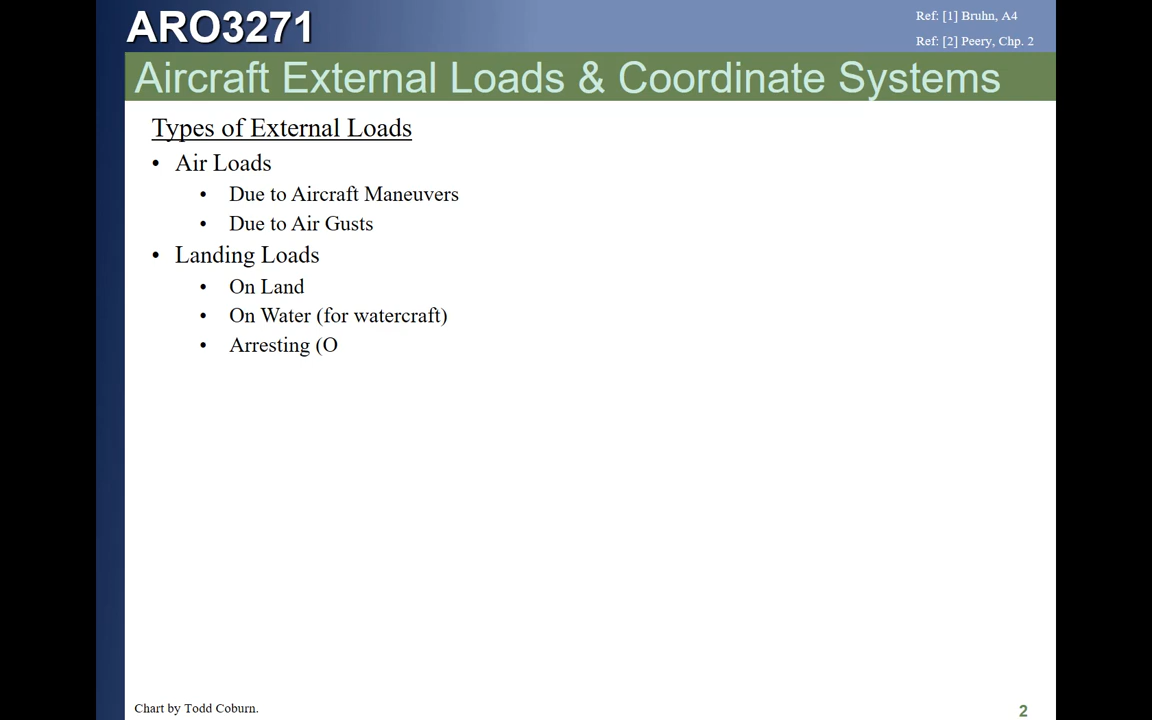 ARO3271
Ref: [1] Bruhn, A4
Ref: [2] Peery, Chp. 2
Aircraft External Loads & Coordinate Systems
Types of External Loads
• Air Loads
• Due to Aircraft Maneuvers
• Due to Air Gusts
• Landing Loads
• On Land
• On Water (for watercraft)
• Arresting (O
Chart by Todd Coburn.
2